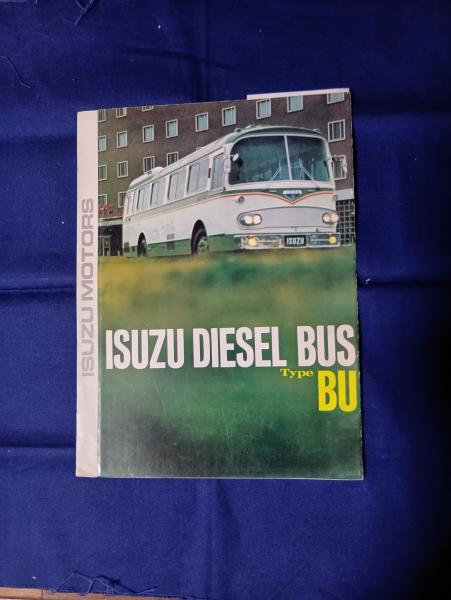 ISUZU MOTORS
ISUZU
ISUZU DIESEL BUS
Type
BU